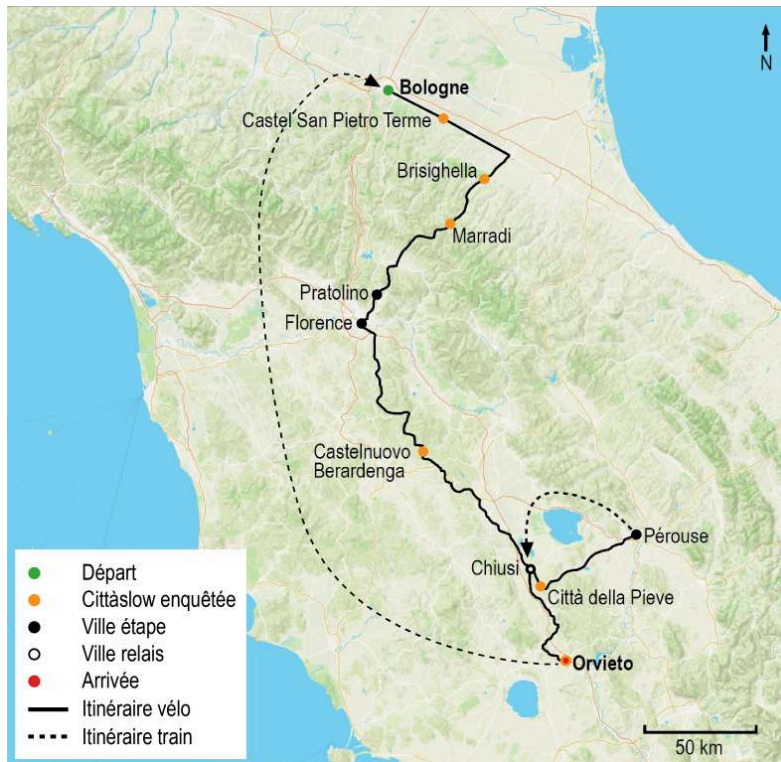 N
Bologne
Castel San Pietro Terme
Brisighella
Marradi
Pratolino
Florence
Castelnuovo
Berardenga
Pérouse
Chiusi
Città della Pieve
Orvieto
Départ
Cittàslow enquêtée
Ville étape
Ville relais
Arrivée
Itinéraire vélo
Itinéraire train
50 km